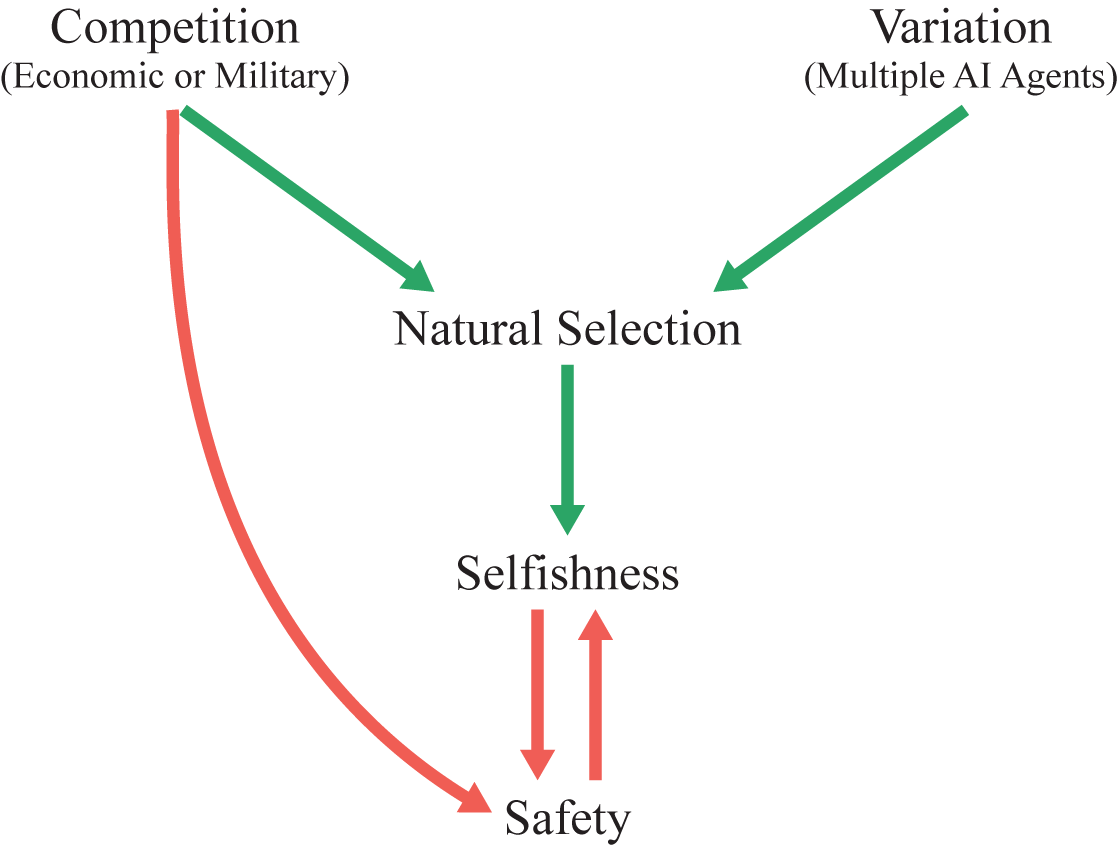 Competition
(Economic or Military)
Variation
(Multiple AI Agents)
Natural Selection
Selfishness
Safety